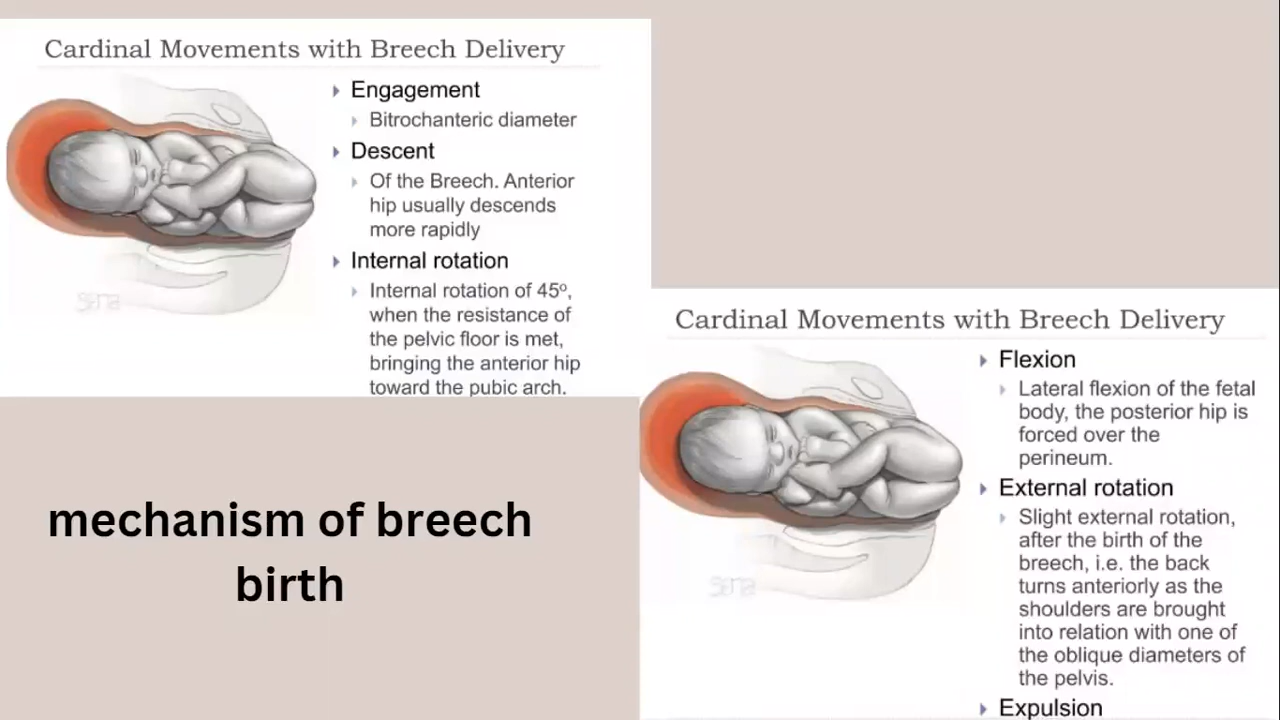 Cardinal Movements with Breech Delivery
Engagement
Bitrochanteric diameter
Descent
Of the Breech. Anterior
hip usually descends
more rapidly
Internal rotation
Internal rotation of 45º,
when the resistance of
the pelvic floor is met,
bringing the anterior hip
toward the pubic arch.
mechanism of breech
birth
Cardinal Movements with Breech Delivery
Flexion
Lateral flexion of the fetal
body, the posterior hip is
forced over the
perineum.
External rotation
Slight external rotation,
after the birth of the
breech, i.e. the back
turns anteriorly as the
shoulders are brought
into relation with one of
the oblique diameters of
the pelvis.
Expulsion